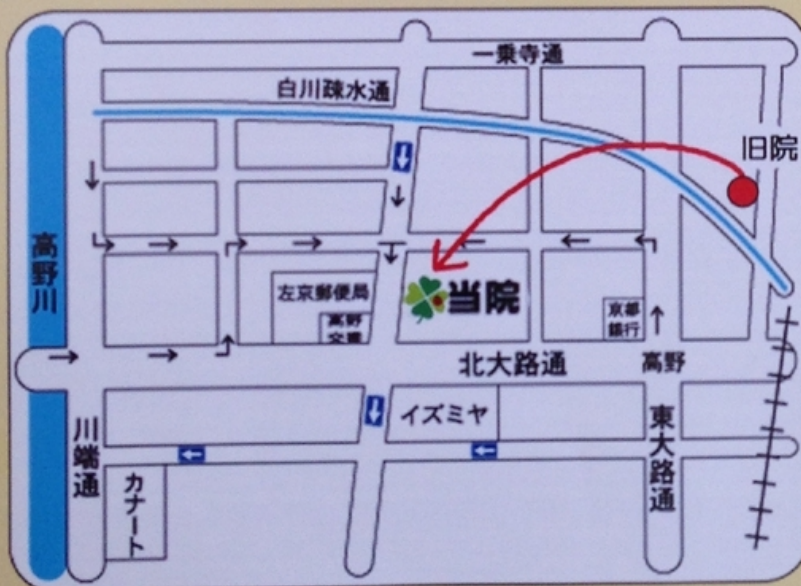 一乗寺通
白川疎水通
旧院
高野川
左京郵便局
高野
交番
当院
京都
銀行
北大路通
高野
イズミヤ
川端通
東大路通
カナート